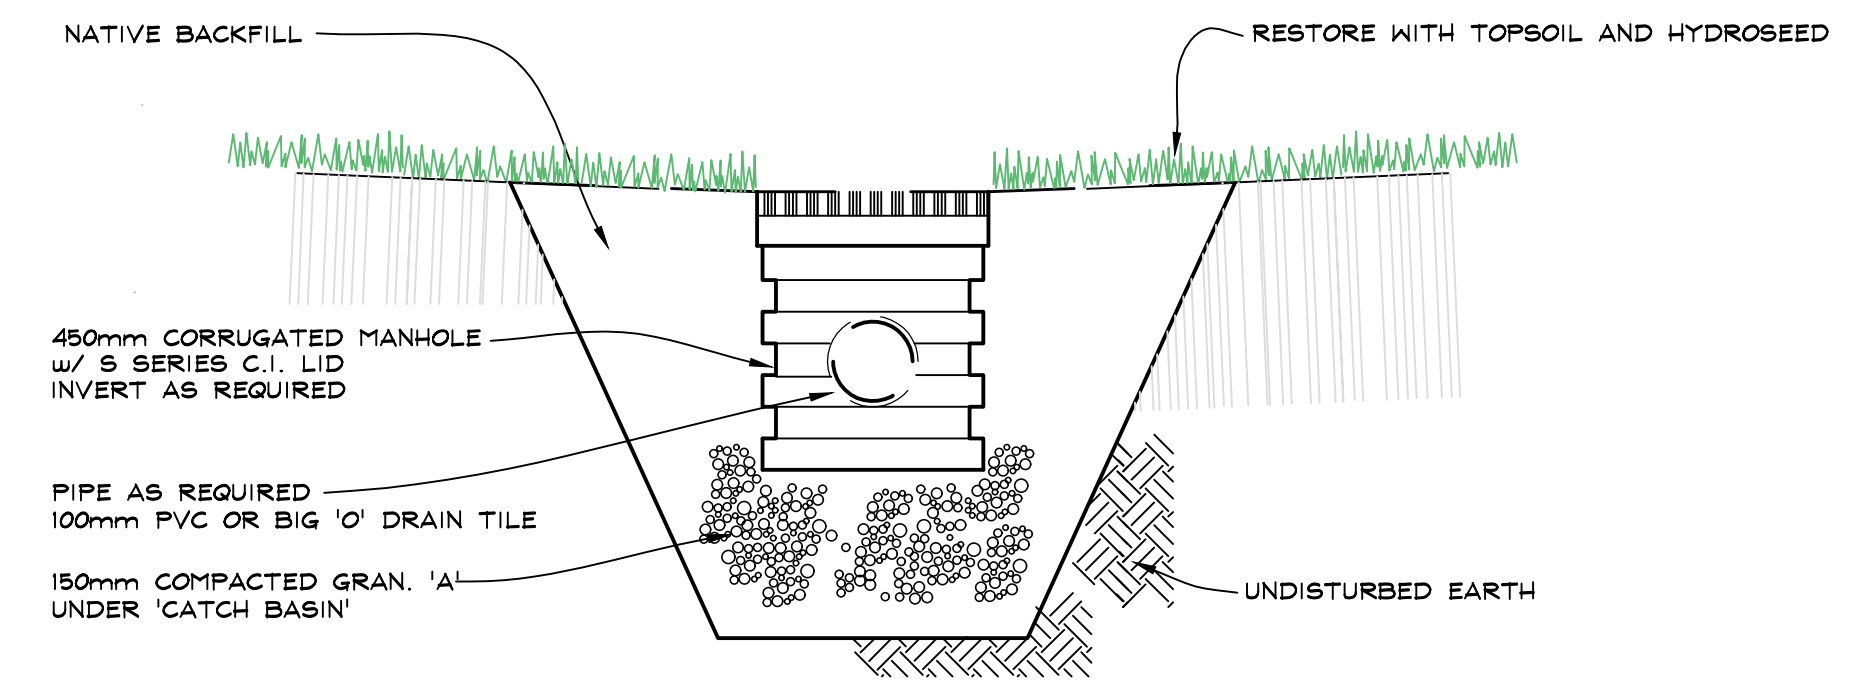 NATIVE BACKFILL
RESTORE WITH TOPSOIL AND HYDROSEED
450mm CORRUGATED MANHOLE
w/ S SERIES C.I. LID
INVERT AS REQUIRED
PIPE AS REQUIRED
100mm PVC OR BIG 'O' DRAIN TILE
150mm COMPACTED GRAN. 'A'
UNDER 'CATCH BASIN'
UNDISTURBED EARTH